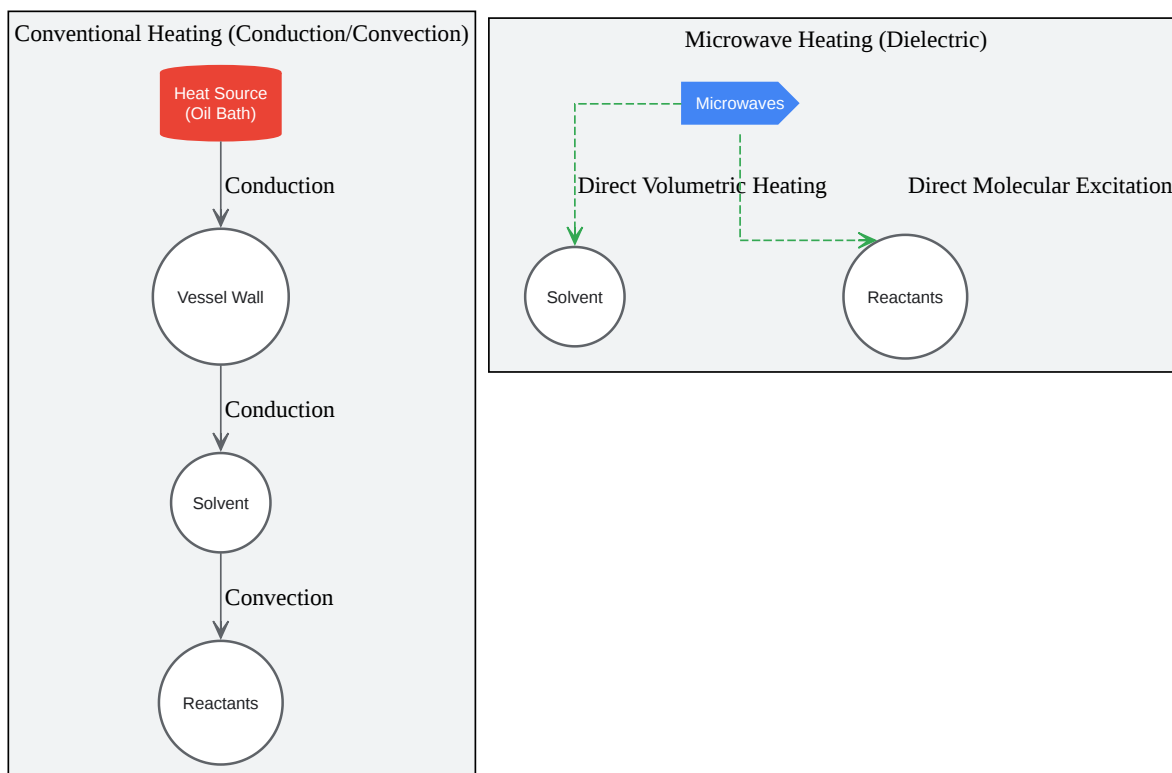 Conventional Heating (Conduction/Convection)
Heat Source
(Oil Bath)
Conduction
Vessel Wall
Conduction
Solvent
Convection
Reactants
Microwave Heating (Dielectric)
Microwaves
Direct Volumetric Heating
Direct Molecular Excitation
Solvent
Reactants